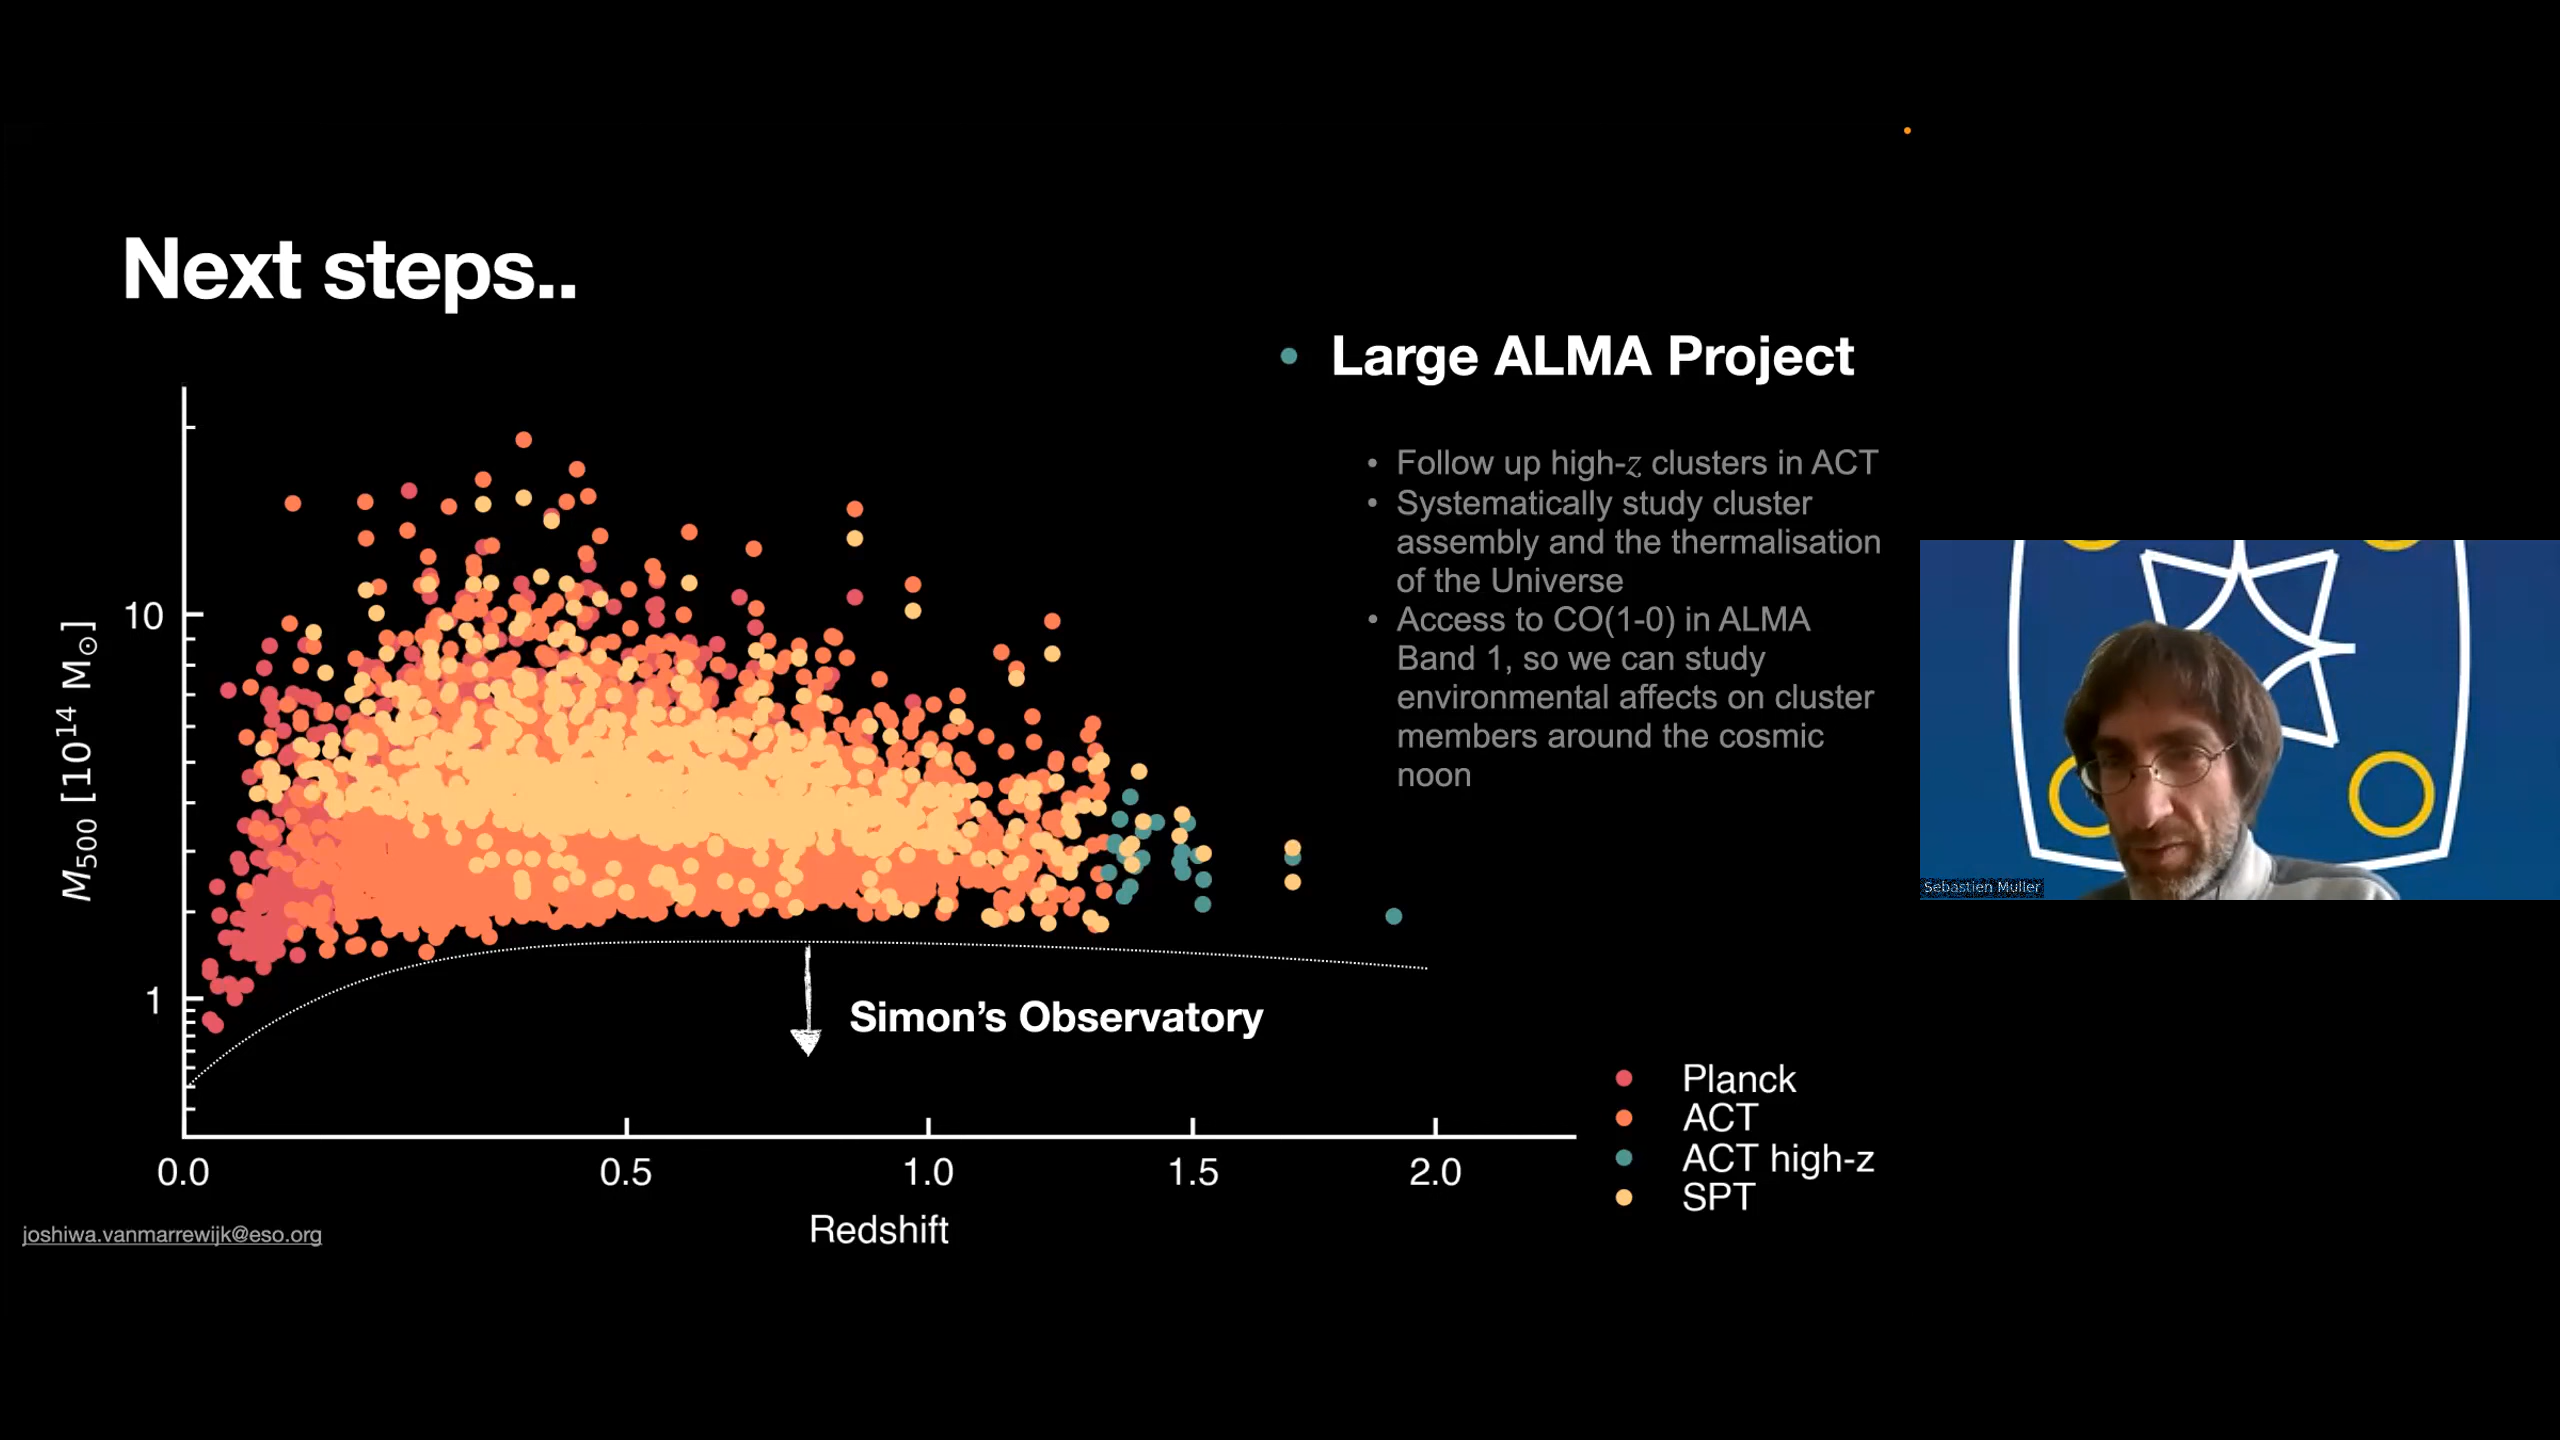 Next steps..
Large ALMA Project
Follow up high-z clusters in ACT
Systematically study cluster
assembly and the thermalisation
of the Universe
Access to CO(1-0) in ALMA
Band 1, so we can study
environmental affects on cluster
members around the cosmic
noon
M500 [10^14 M⊙]
10
1
Simon’s Observatory
0.0 0.5 1.0 1.5 2.0
Redshift
Planck
ACT
ACT high-z
SPT
joshiwa.vanmarrewijk@eso.org
Sebastien Muller